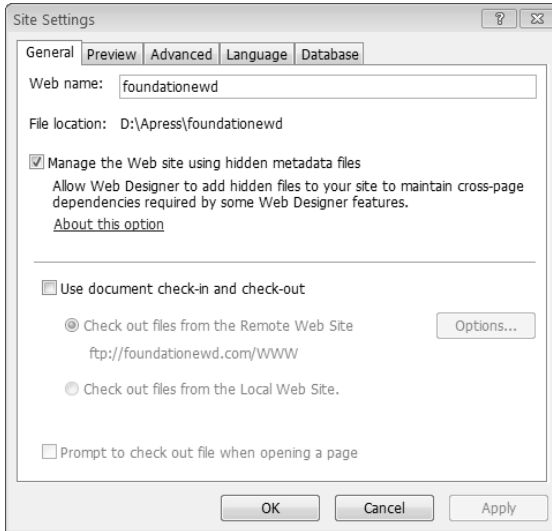 Site Settings
General Preview Advanced Language Database
Web name: foundationewd
File location: D:\Apress\foundationewd
Manage the Web site using hidden metadata files
Allow Web Designer to add hidden files to your site to maintain cross-page
dependencies required by some Web Designer features.
About this option
Use document check-in and check-out
Check out files from the Remote Web Site Options...
ftp://foundationewd.com/WWW
Check out files from the Local Web Site.
Prompt to check out file when opening a page
OK Cancel Apply